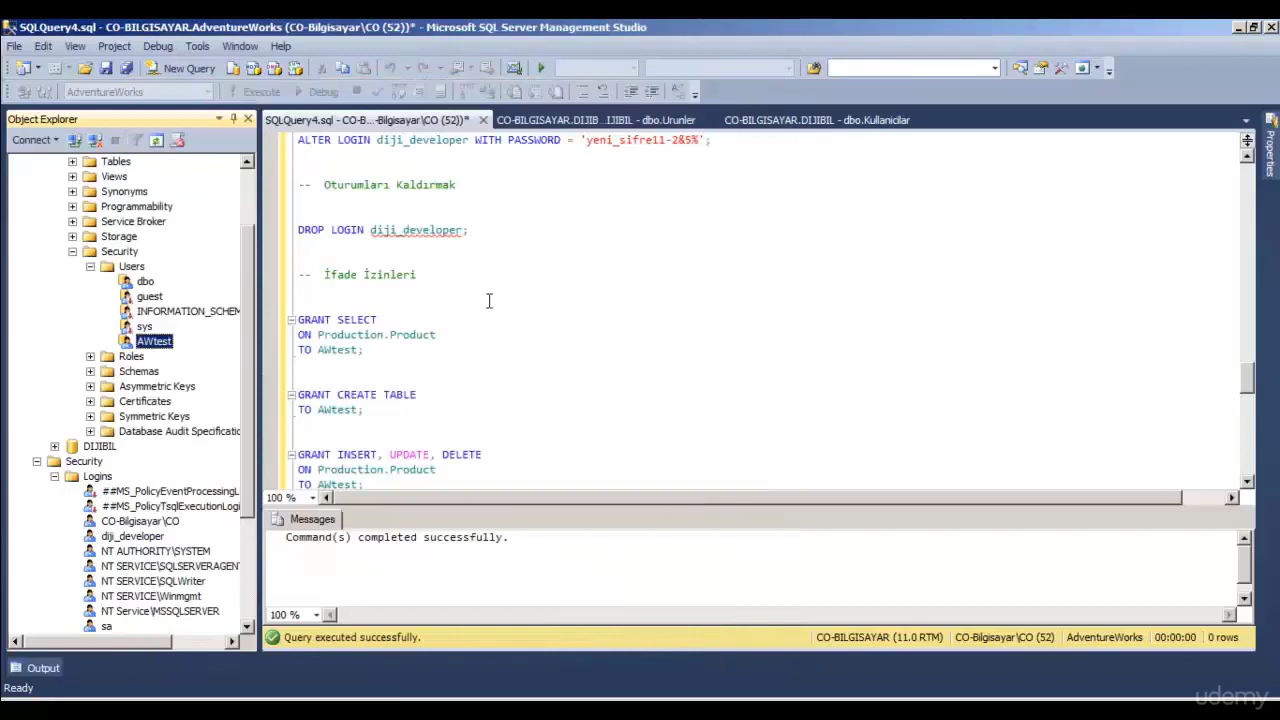 SQLQuery4.sql - CO-BILGISAYAR.AdventureWorks (CO-Bilgisayar\CO (52))* - Microsoft SQL Server Management Studio
File Edit View Project Debug Tools Window Help
New Query
AdventureWorks Execute Debug
Object Explorer
Connect
Tables
Views
Synonyms
Programmability
Service Broker
Storage
Security
Users
dbo
guest
INFORMATION_SCHEM
sys
AWtest
Roles
Schemas
Asymmetric Keys
Certificates
Symmetric Keys
Database Audit Specificatic
DIJIBIL
Security
Logins
##MS_PolicyEventProcessingL
##MS_PolicyTsqlExecutionLogi
CO-Bilgisayar\CO
diji_developer
NT AUTHORITY\SYSTEM
NT SERVICE\SQLSERVERAGEN
NT SERVICE\SQLWriter
NT SERVICE\Winmgmt
NT Service\MSSQLSERVER
sa
SQLQuery4.sql - CO-B...-Bilgisayar\CO (52))* CO-BILGISAYAR.DIJIB...IJIBIL - dbo.Urunler CO-BILGISAYAR.DIJIBIL - dbo.Kullanicilar
ALTER LOGIN diji_developer WITH PASSWORD = 'yeni_sifre11-2&5%';
-- Oturumları Kaldırmak
DROP LOGIN diji_developer;
-- İfade İzinleri
GRANT SELECT
ON Production.Product
TO AWtest;
GRANT CREATE TABLE
TO AWtest;
GRANT INSERT, UPDATE, DELETE
ON Production.Product
TO AWtest;
100 %
Messages
Command(s) completed successfully.
100 %
Query executed successfully. CO-BILGISAYAR (11.0 RTM) CO-Bilgisayar\CO (52) AdventureWorks 00:00:00 0 rows
Properties
Output
Ready
udemy